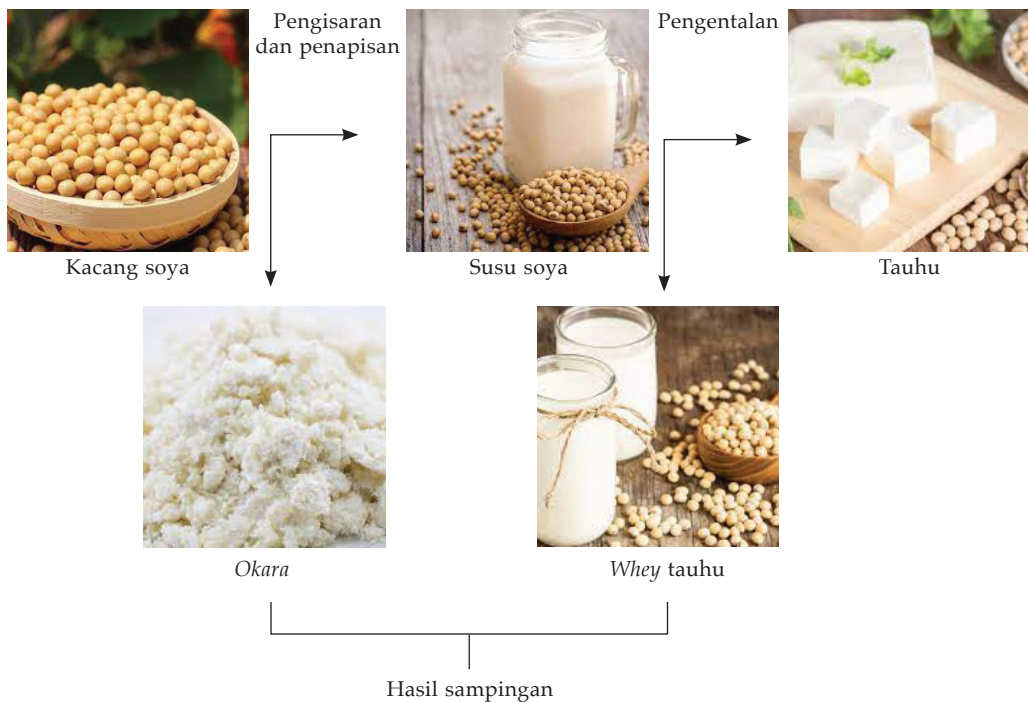 Pengisaran
dan penapisan
Pengentalan
Kacang soya
Susu soya
Tauhu
Okara
Whey tauhu
Hasil sampingan